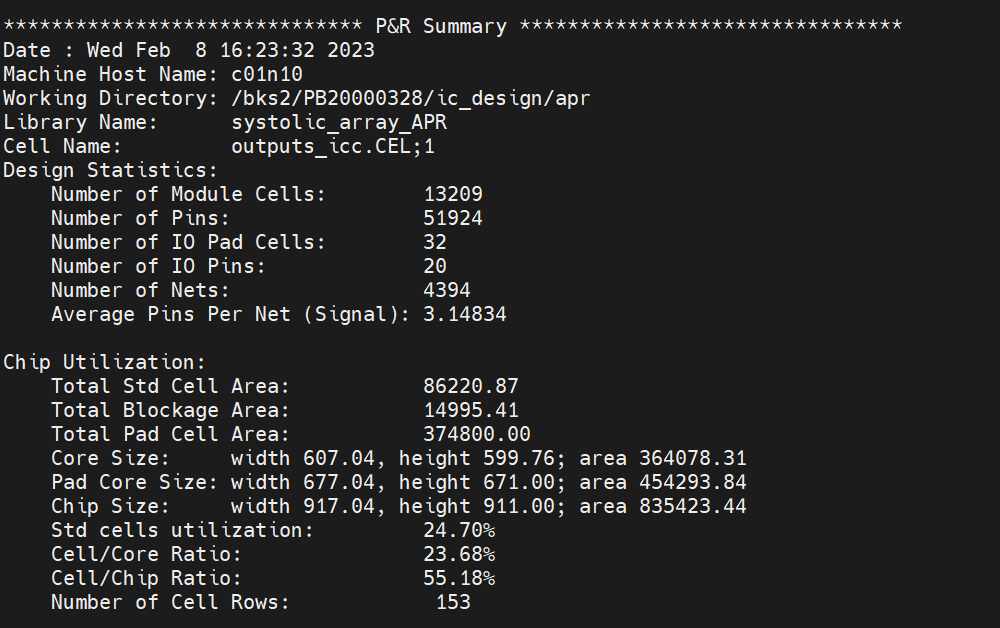 ****************************** P&R Summary ********************************
Date : Wed Feb  8 16:23:32 2023
Machine Host Name: c01n10
Working Directory: /bks2/PB20000328/ic_design/apr
Library Name:      systolic_array_APR
Cell Name:         outputs_icc.CEL;1
Design Statistics:
    Number of Module Cells:        13209
    Number of Pins:                51924
    Number of IO Pad Cells:        32
    Number of IO Pins:             20
    Number of Nets:                4394
    Average Pins Per Net (Signal): 3.14834

Chip Utilization:
    Total Std Cell Area:           86220.87
    Total Blockage Area:           14995.41
    Total Pad Cell Area:           374800.00
    Core Size:     width 607.04, height 599.76; area 364078.31
    Pad Core Size: width 677.04, height 671.00; area 454293.84
    Chip Size:     width 917.04, height 911.00; area 835423.44
    Std cells utilization:         24.70%
    Cell/Core Ratio:               23.68%
    Cell/Chip Ratio:               55.18%
    Number of Cell Rows:            153